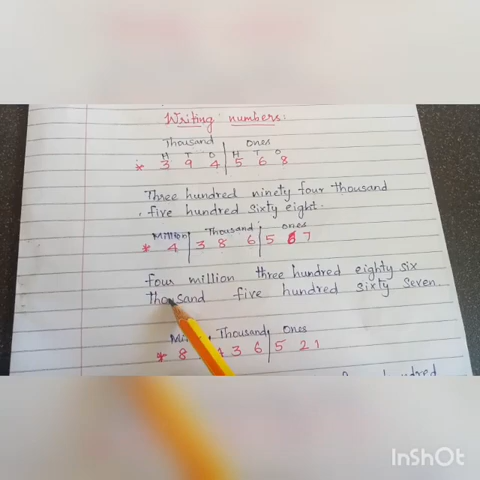 Writing numbers:
Thousand Ones
H T O H T O
* 3 9 4 5 6 8
Three hundred ninety four thousand
five hundred sixty eight.
Million Thousand Ones
* 4 3 8 6 5 6 7
four million three hundred eighty six
thousand five hundred sixty seven.
Thousand Ones
* 8 3 6 5 2 1
hundred
InShOt